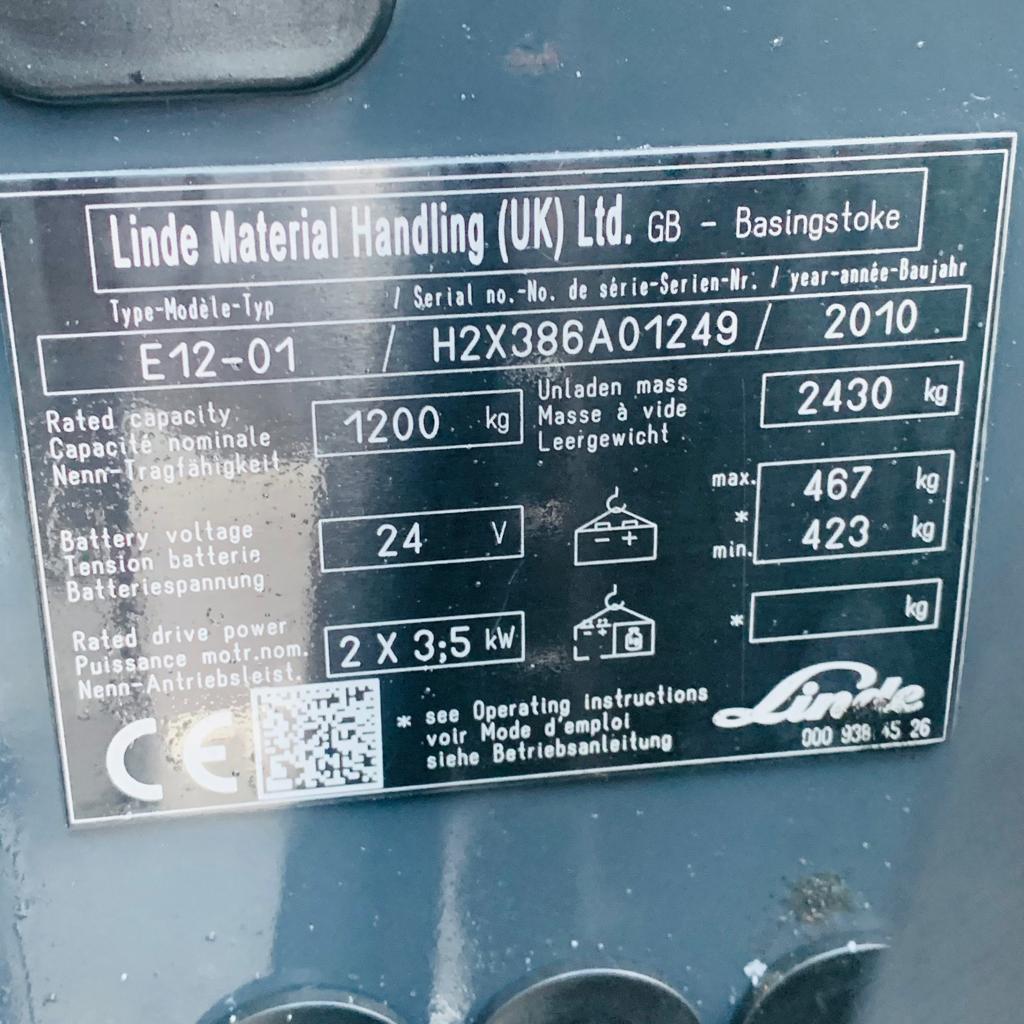 Linde Material Handling (UK) Ltd. GB - Basingstoke
Type-Modèle-Typ / Serial no.-No. de série-Serien-Nr. / year-année-Baujahr
E12-01 / H2X386A01249 / 2010
Rated capacity
Capacité nominale
Nenn-Tragfähigkeit
1200 kg
Unladen mass
Masse à vide
Leergewicht
2430 kg
Battery voltage
Tension batterie
Batteriespannung
24 V
- +
max. 467 kg
*
min. 423 kg
Rated drive power
Puissance motr.nom.
Nenn-Antriebsleist.
2 X 3;5 kW
- +
* kg
CE
* see Operating instructions
voir Mode d'emploi
siehe Betriebsanleitung
Linde
000 938 45 26